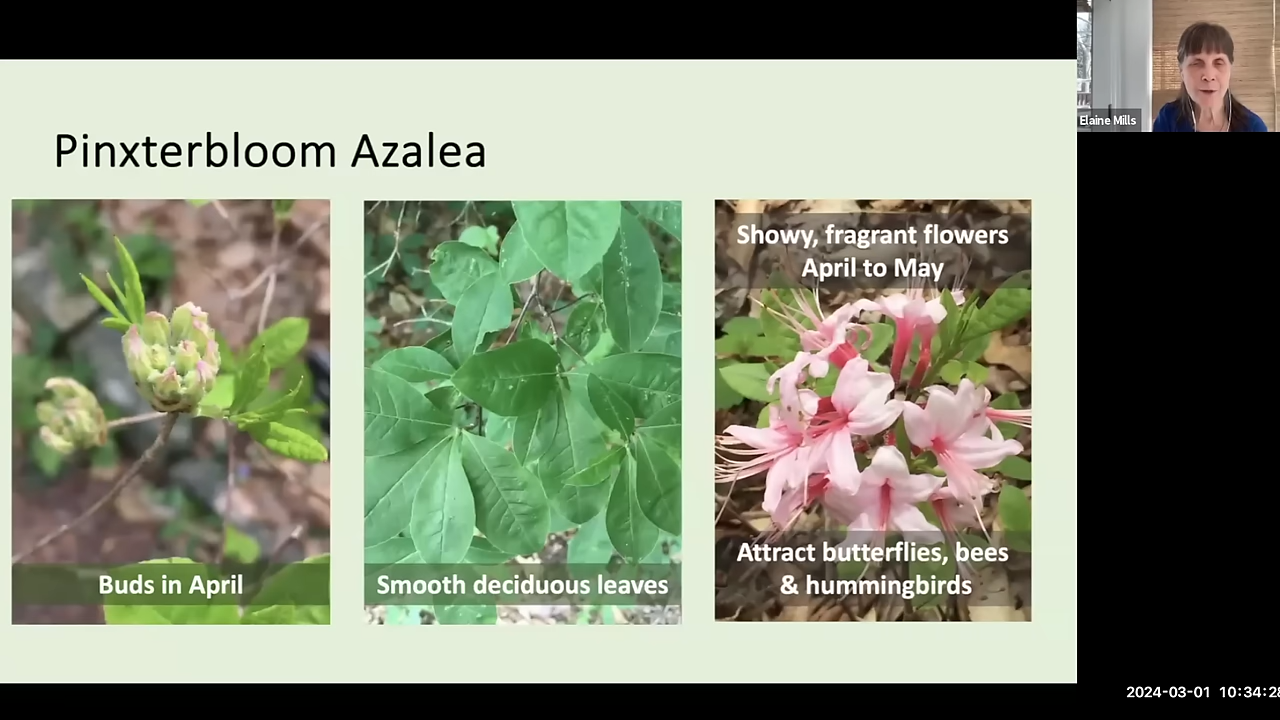 Elaine Mills
Pinxterbloom Azalea
Buds in April
Smooth deciduous leaves
Showy, fragrant flowers
April to May
Attract butterflies, bees
& hummingbirds
2024-03-01 10:34:28